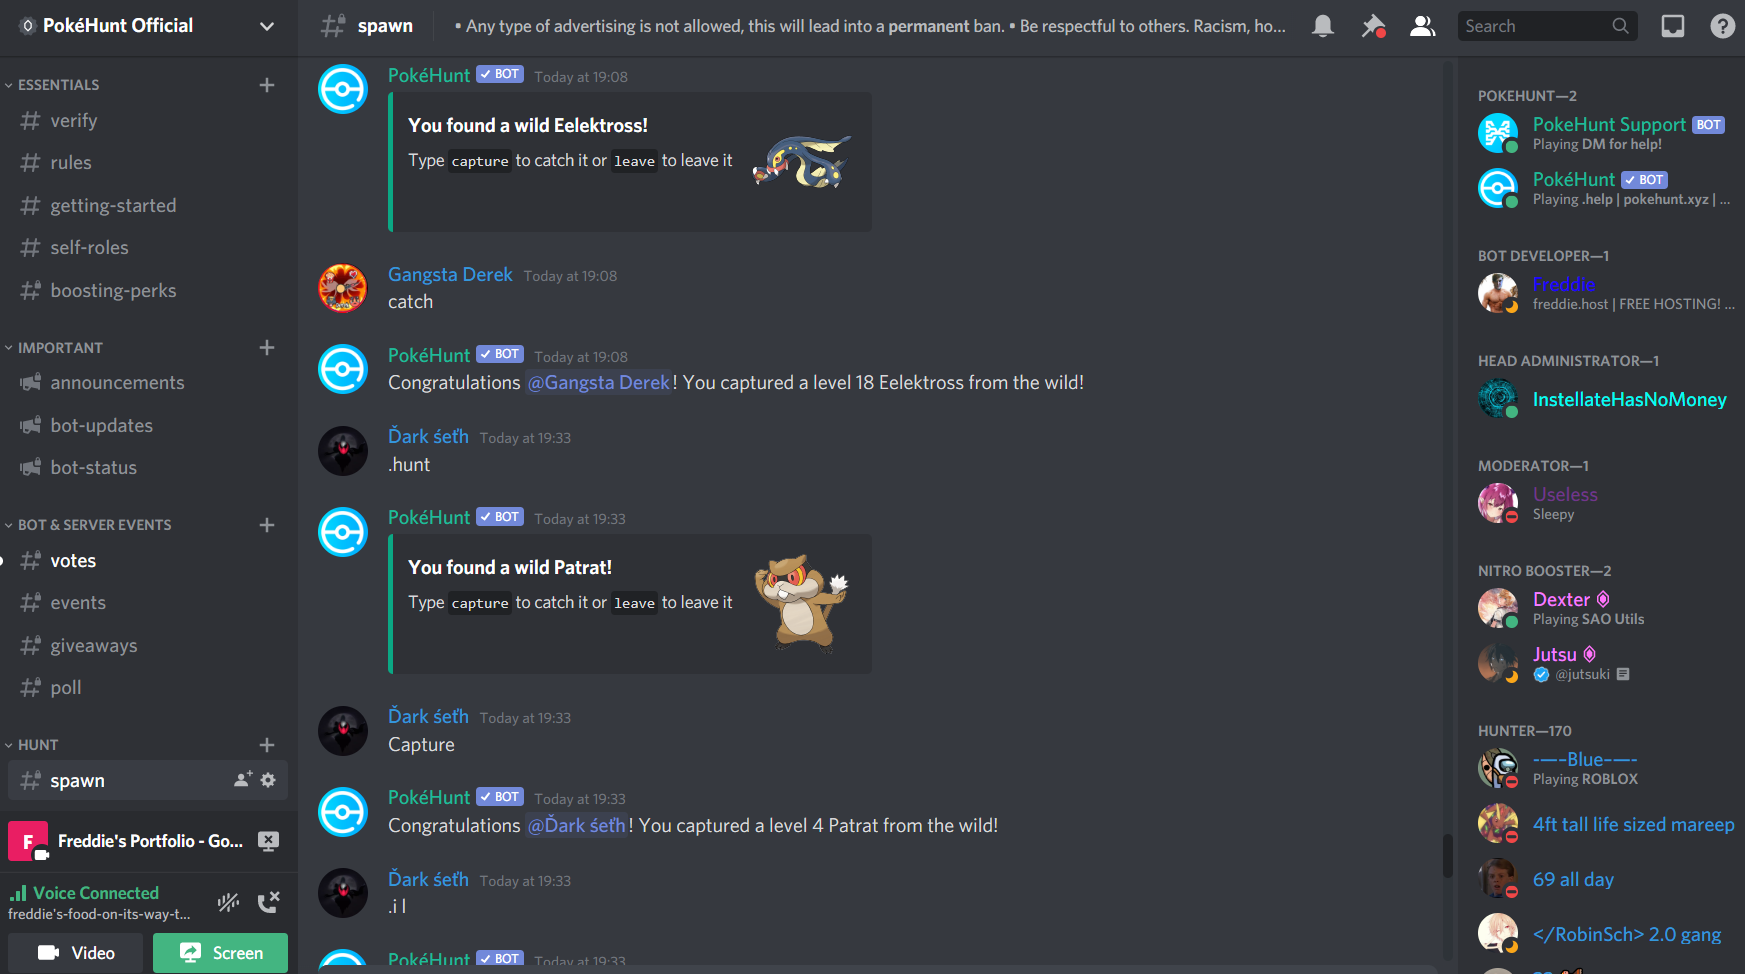 PokéHunt Official
ESSENTIALS
verify
rules
getting-started
self-roles
boosting-perks
IMPORTANT
announcements
bot-updates
bot-status
BOT & SERVER EVENTS
votes
events
giveaways
poll
HUNT
spawn
F
Freddie's Portfolio - Go...
Voice Connected
freddie's-food-on-its-way-t...
Video
Screen
spawn
• Any type of advertising is not allowed, this will lead into a permanent ban. • Be respectful to others. Racism, ho...
Search
PokéHunt BOT Today at 19:08
You found a wild Eelektross!
Type capture to catch it or leave to leave it
Gangsta Derek Today at 19:08
catch
PokéHunt BOT Today at 19:08
Congratulations @Gangsta Derek! You captured a level 18 Eelektross from the wild!
Ďark śeťh Today at 19:33
.hunt
PokéHunt BOT Today at 19:33
You found a wild Patrat!
Type capture to catch it or leave to leave it
Ďark śeťh Today at 19:33
Capture
PokéHunt BOT Today at 19:33
Congratulations @Ďark śeťh! You captured a level 4 Patrat from the wild!
Ďark śeťh Today at 19:33
.i l
PokéHunt BOT Today at 19:33
POKEHUNT—2
PokeHunt Support BOT
Playing DM for help!
PokéHunt BOT
Playing .help | pokehunt.xyz | ...
BOT DEVELOPER—1
Freddie
freddie.host | FREE HOSTING! ...
HEAD ADMINISTRATOR—1
InstellateHasNoMoney
MODERATOR—1
Useless
Sleepy
NITRO BOOSTER—2
Dexter
Playing SAO Utils
Jutsu
@jutsuki
HUNTER—170
-—–Blue-—–-
Playing ROBLOX
4ft tall life sized mareep
69 all day
</RobinSch> 2.0 gang